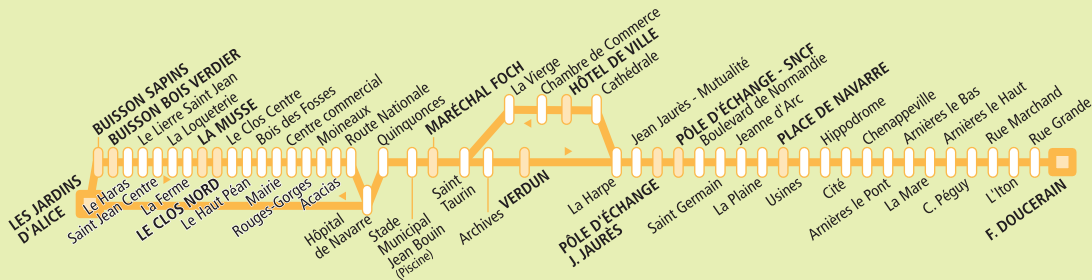 LES JARDINS
D'ALICE
BUISSON SAPINS
Le Haras
BUISSON BOIS VERDIER
Le Lierre Saint Jean
Saint Jean Centre
La Loqueterie
La Ferme
LA MUSSE
LE CLOS NORD
Le Clos Centre
Le Haut Péan
Bois des Fosses
Mairie
Centre commercial
Rouges-Gorges
Moineaux
Acacias
Route Nationale
Hôpital
de Navarre
Quinquonces
Stade
Municipal
Jean Bouin
(Piscine)
MARÉCHAL FOCH
Saint
Taurin
La Vierge
Chambre de Commerce
HÔTEL DE VILLE
Cathédrale
Archives
VERDUN
La Harpe
Jean Jaurès - Mutualité
PÔLE D'ÉCHANGE
J. JAURÈS
PÔLE D'ÉCHANGE - SNCF
Boulevard de Normandie
Saint Germain
Jeanne d'Arc
La Plaine
PLACE DE NAVARRE
Usines
Hippodrome
Cité
Chenappeville
Arnières le Pont
Arnières le Bas
La Mare
Arnières le Haut
C. Péguy
Rue Marchand
L'Iton
Rue Grande
F. DOUCERAIN